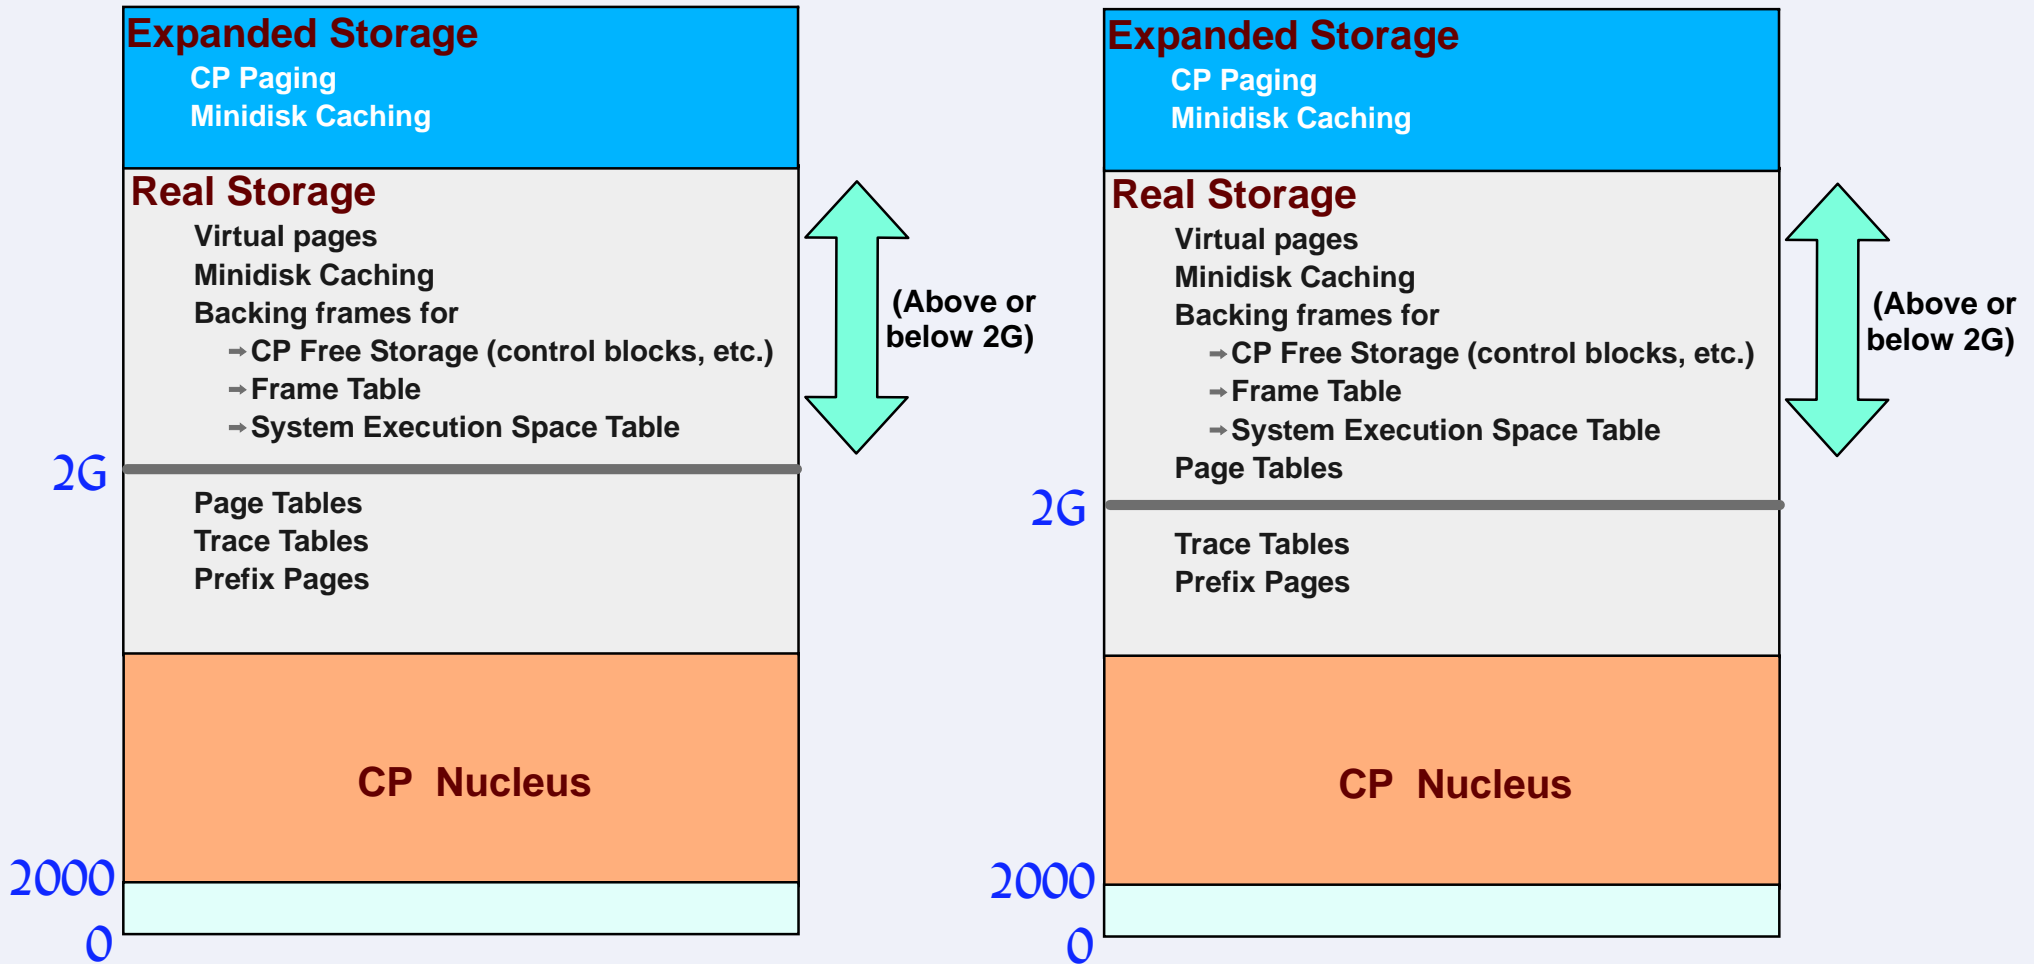 Expanded Storage
CP Paging
Minidisk Caching
Real Storage
Virtual pages
Minidisk Caching
Backing frames for
➞CP Free Storage (control blocks, etc.)
➞Frame Table
➞System Execution Space Table
(Above or
below 2G)
2G
Page Tables
Trace Tables
Prefix Pages
CP Nucleus
2000
0
Expanded Storage
CP Paging
Minidisk Caching
Real Storage
Virtual pages
Minidisk Caching
Backing frames for
➞CP Free Storage (control blocks, etc.)
➞Frame Table
➞System Execution Space Table
Page Tables
(Above or
below 2G)
2G
Trace Tables
Prefix Pages
CP Nucleus
2000
0